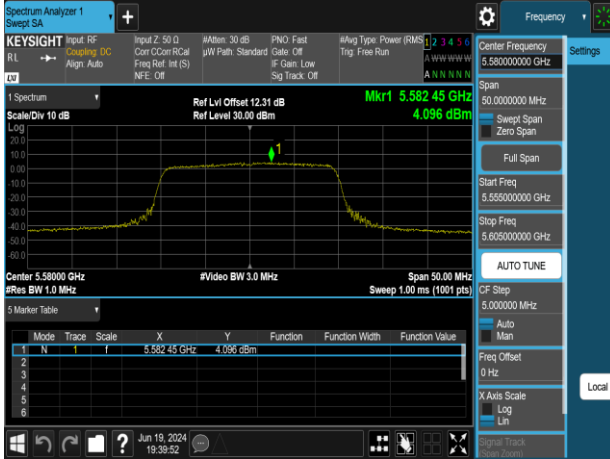 Spectrum Analyzer 1
Swept SA
+
Frequency
KEYSIGHT Input: RF Input Z: 50 Ω #Atten: 30 dB PNO: Fast #Avg Type: Power (RMS 1 2 3 4 5 6
RL Coupling: DC Corr CCorr RCal µW Path: Standard Gate: Off Trig: Free Run A W W W W W
Align: Auto Freq Ref: Int (S) IF Gain: Low
NFE: Off Sig Track: Off A N N N N N
LXI
1 Spectrum
Scale/Div 10 dB
Ref Lvl Offset 12.31 dB
Ref Level 30.00 dBm
Mkr1 5.582 45 GHz
4.096 dBm
Log
20.0
10.0
0.00
-10.0
-20.0
-30.0
-40.0
-50.0
-60.0
1
Center 5.58000 GHz #Video BW 3.0 MHz Span 50.00 MHz
#Res BW 1.0 MHz Sweep 1.00 ms (1001 pts)
5 Marker Table
Mode Trace Scale X Y Function Function Width Function Value
1 N 1 f 5.582 45 GHz 4.096 dBm
2
3
4
5
6
Jun 19, 2024
19:39:52
?
Center Frequency
5.580000000 GHz
Span
50.0000000 MHz
Swept Span
Zero Span
Full Span
Start Freq
5.555000000 GHz
Stop Freq
5.605000000 GHz
AUTO TUNE
CF Step
5.000000 MHz
Auto
Man
Freq Offset
0 Hz
X Axis Scale
Log
Lin
Signal Track
(Span Zoom)
Settings
Local